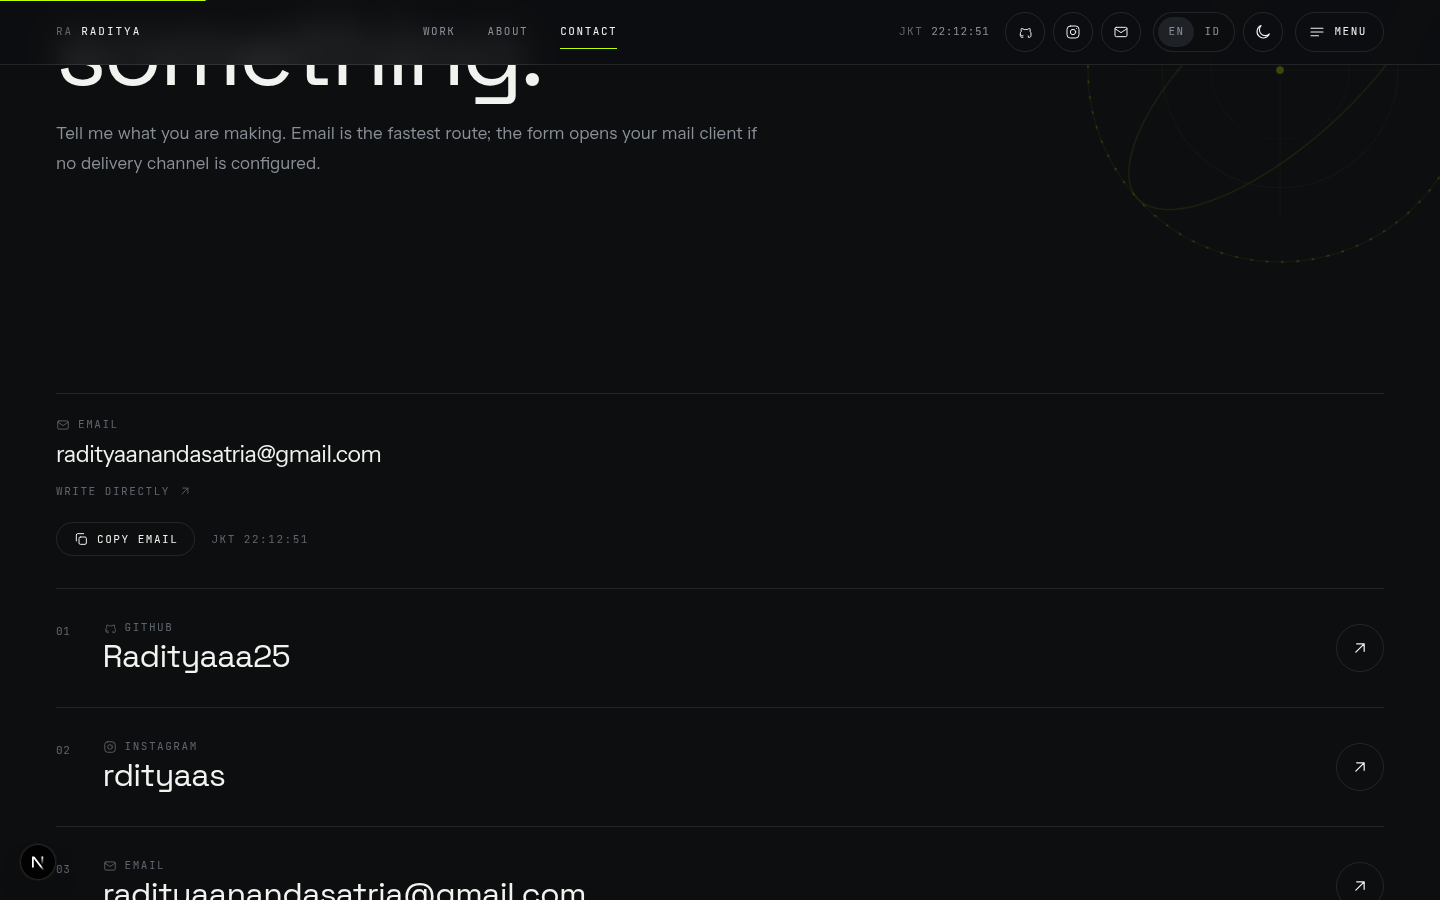 RA RADITYA
WORK ABOUT CONTACT
JKT 22:12:51
EN ID
MENU
something.
Tell me what you are making. Email is the fastest route; the form opens your mail client if
no delivery channel is configured.
EMAIL
radityaanandasatria@gmail.com
WRITE DIRECTLY
COPY EMAIL
JKT 22:12:51
01
GITHUB
Radityaaa25
02
INSTAGRAM
rdityaas
03
EMAIL
radityaanandasatria@gmail.com
N